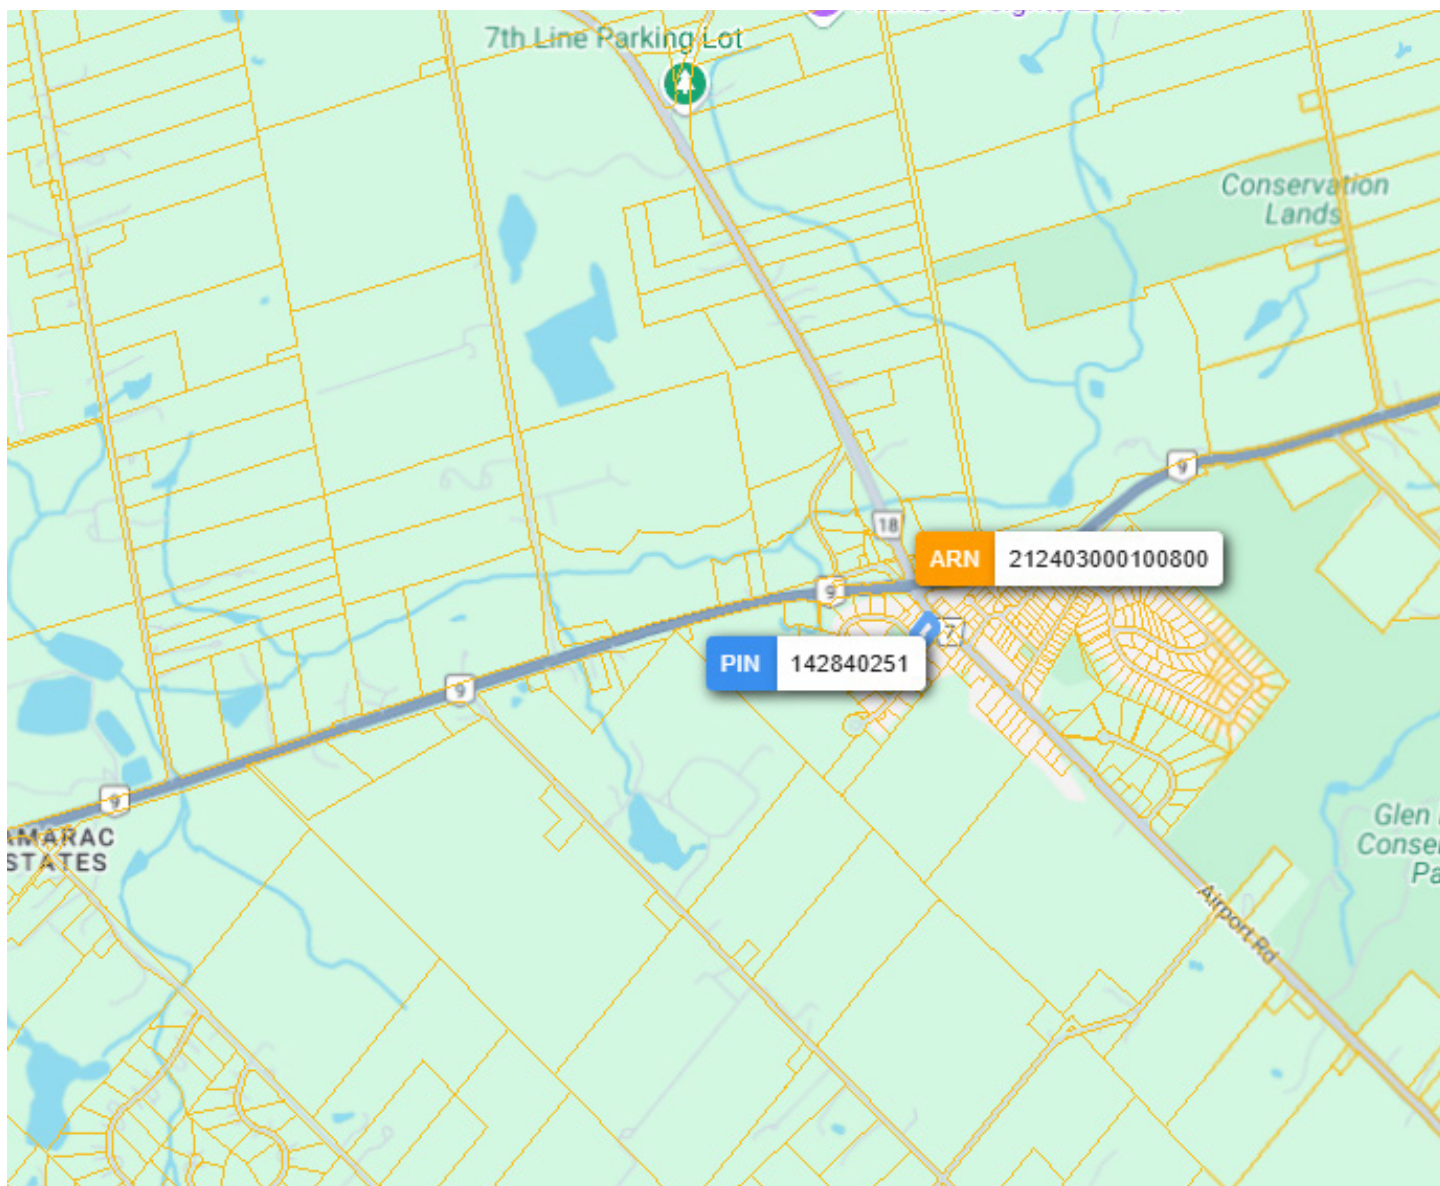 7th Line Parking Lot
Conservation
Lands
9
18
ARN 212403000100800
9
7
PIN 142840251
9
9
AMARAC
STATES
Glen
Conse
Pa
Airport Rd